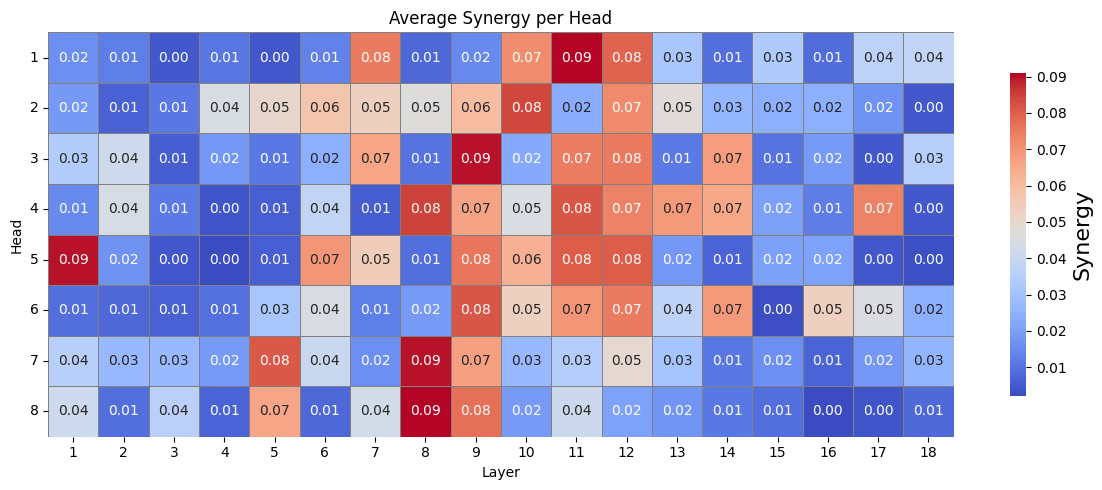 Average Synergy per Head
1 0.02 0.01 0.00 0.01 0.00 0.01 0.08 0.01 0.02 0.07 0.09 0.08 0.03 0.01 0.03 0.01 0.04 0.04
2 0.02 0.01 0.01 0.04 0.05 0.06 0.05 0.05 0.06 0.08 0.02 0.07 0.05 0.03 0.02 0.02 0.02 0.00
3 0.03 0.04 0.01 0.02 0.01 0.02 0.07 0.01 0.09 0.02 0.07 0.08 0.01 0.07 0.01 0.02 0.00 0.03
4 0.01 0.04 0.01 0.00 0.01 0.04 0.01 0.08 0.07 0.05 0.08 0.07 0.07 0.07 0.02 0.01 0.07 0.00
5 0.09 0.02 0.00 0.00 0.01 0.07 0.05 0.01 0.08 0.06 0.08 0.08 0.02 0.01 0.02 0.02 0.00 0.00
6 0.01 0.01 0.01 0.01 0.03 0.04 0.01 0.02 0.08 0.05 0.07 0.07 0.04 0.07 0.00 0.05 0.05 0.02
7 0.04 0.03 0.03 0.02 0.08 0.04 0.02 0.09 0.07 0.03 0.03 0.05 0.03 0.01 0.02 0.01 0.02 0.03
8 0.04 0.01 0.04 0.01 0.07 0.01 0.04 0.09 0.08 0.02 0.04 0.02 0.02 0.01 0.01 0.00 0.00 0.01
Head
1 2 3 4 5 6 7 8 9 10 11 12 13 14 15 16 17 18
Layer
0.09
0.08
0.07
0.06
0.05
0.04
0.03
0.02
0.01
Synergy